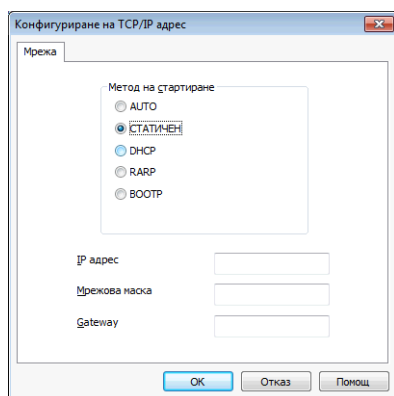 Конфигуриране на TCP/IP адрес
Мрежа
Метод на стартиране
AUTO
СТАТИЧЕН
DHCP
RARP
BOOTP
IP адрес
Мрежова маска
Gateway
OK Отказ Помощ